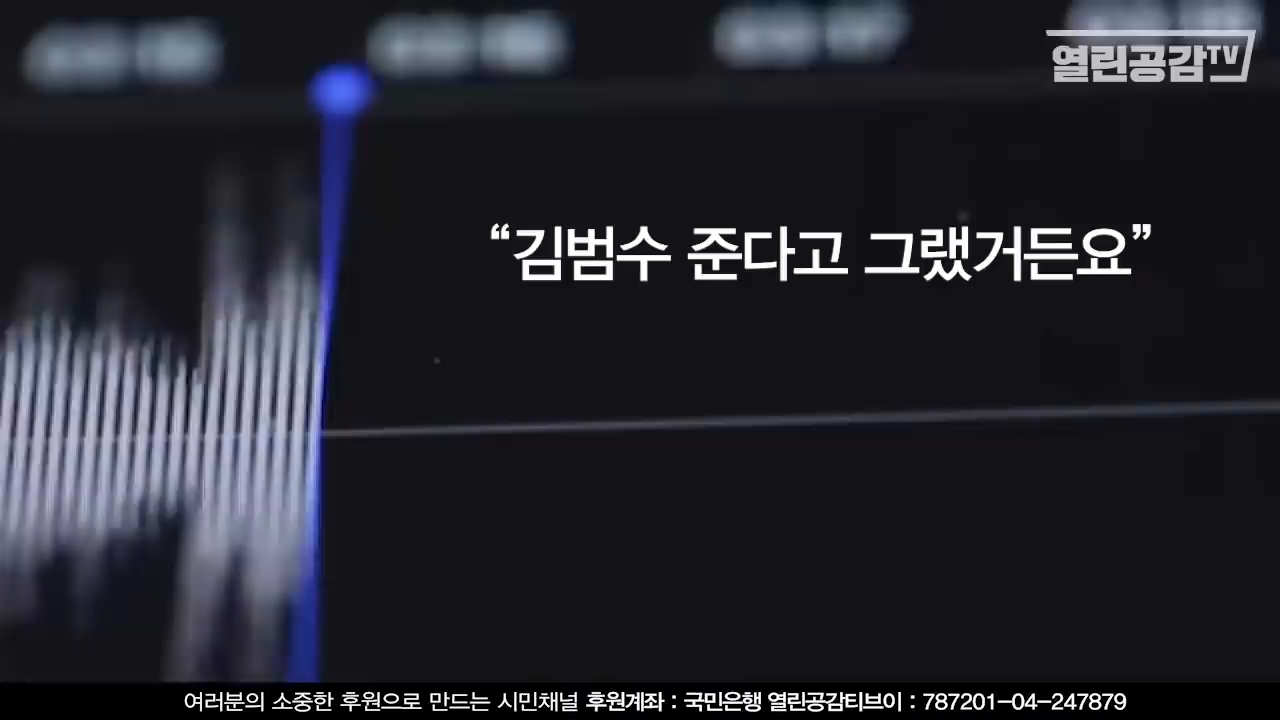 열린공감TV
“김범수 준다고 그랬거든요”
여러분의 소중한 후원으로 만드는 시민채널 후원계좌 : 국민은행 열린공감티브이 : 787201-04-247879